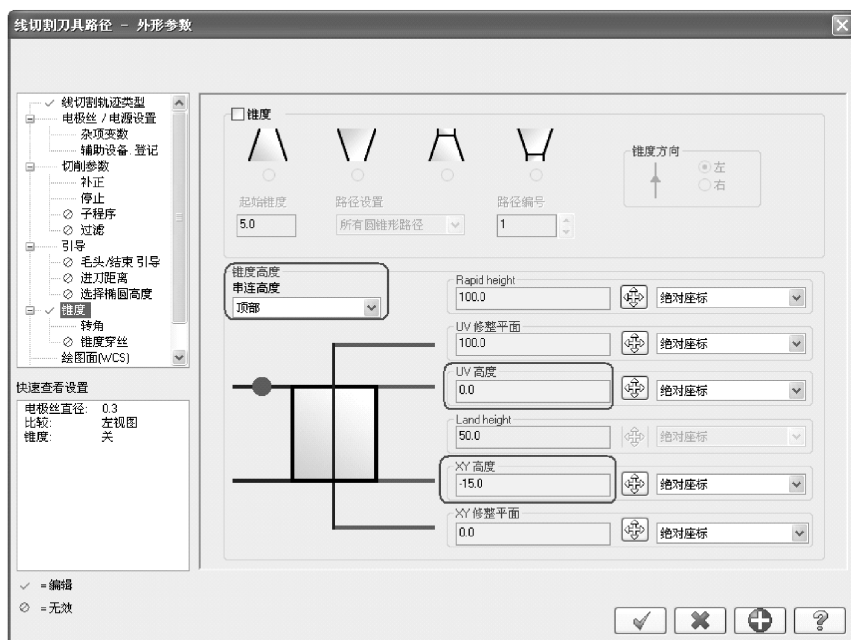 线切割刀具路径 - 外形参数
线切割轨迹类型
电极丝 / 电源设置
杂项变数
辅助设备.登记
切削参数
补正
停止
子程序
过滤
引导
毛头/结束 引导
进刀距离
选择椭圆高度
锥度
转角
锥度穿丝
绘图面(WCS)
快速查看设置
电极丝直径: 0.3
比较: 左视图
锥度: 关
✓ =编辑
⊘ =无效
锥度
起始锥度
5.0
路径设置
所有圆锥形路径
路径编号
1
锥度方向
左
右
锥度高度
串连高度
顶部
Rapid height
100.0
绝对座标
UV 修整平面
100.0
绝对座标
UV 高度
0.0
绝对座标
Land height
50.0
绝对座标
XY 高度
-15.0
绝对座标
XY 修整平面
0.0
绝对座标